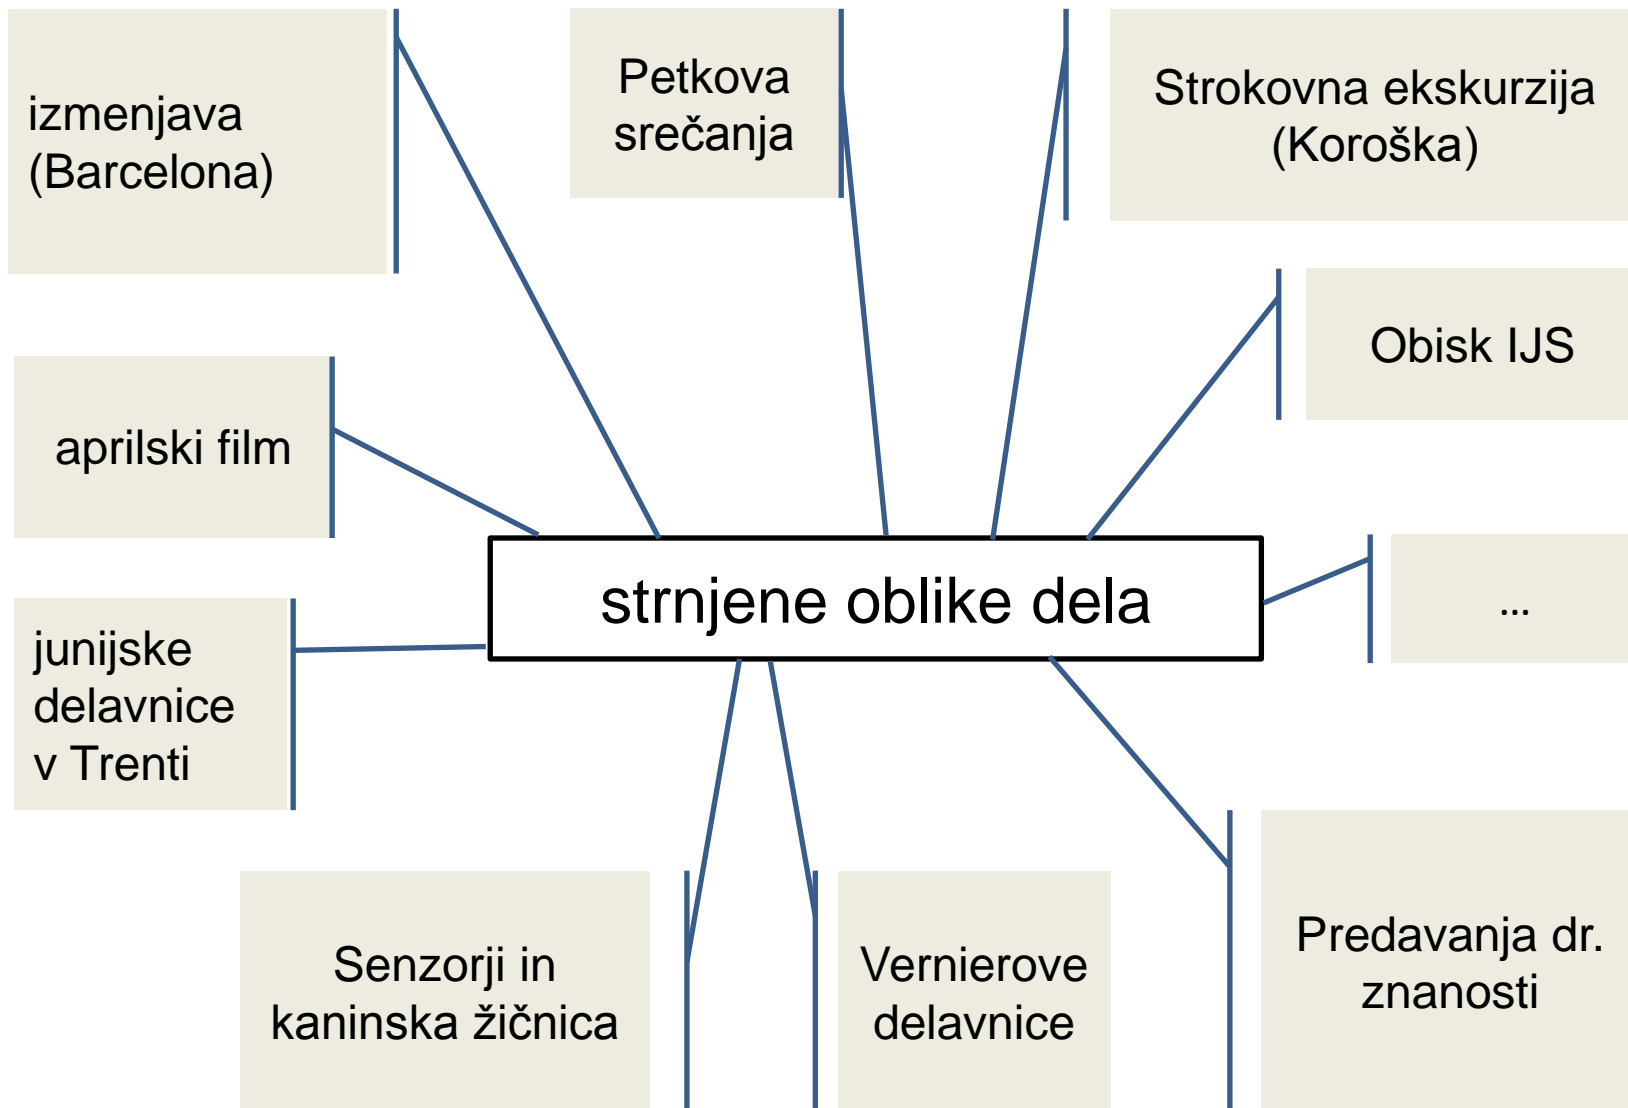 izmenjava
(Barcelona)
Petkova
srečanja
Strokovna ekskurzija
(Koroška)
Obisk IJS
aprilski film
strnjene oblike dela
...
junijske
delavnice
v Trenti
Senzorji in
kaninska žičnica
Vernierove
delavnice
Predavanja dr.
znanosti